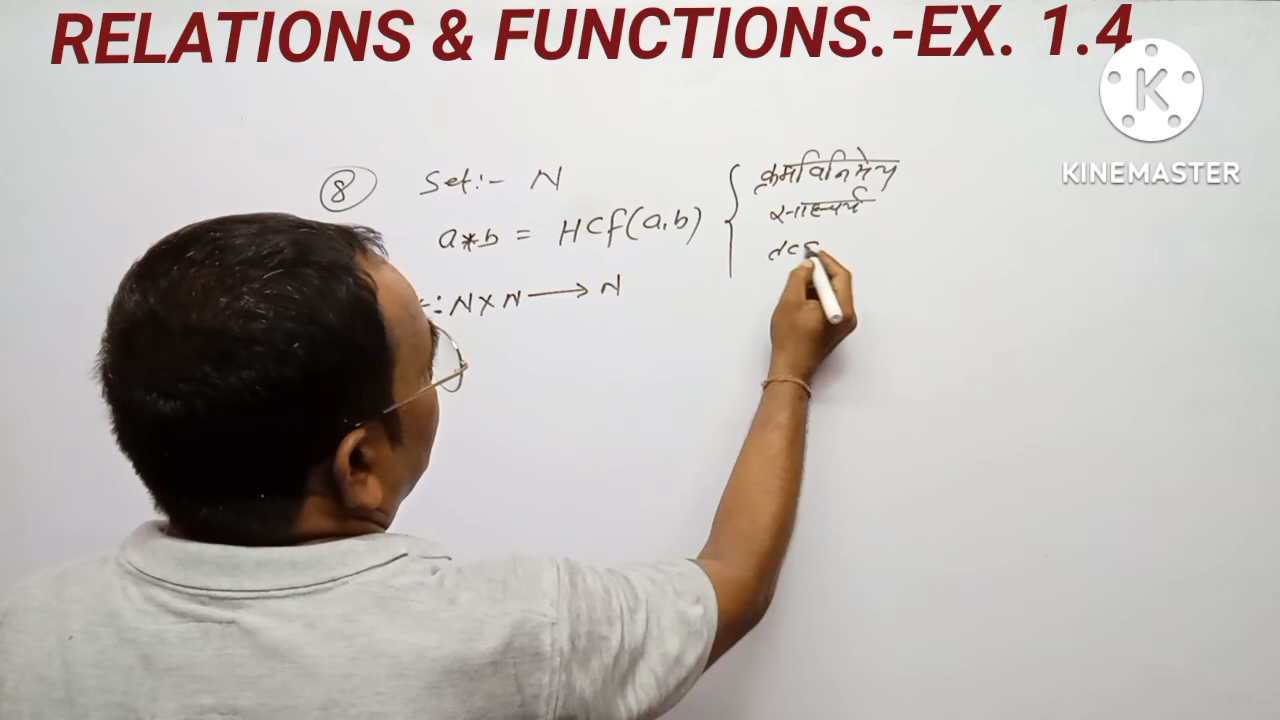 RELATIONS & FUNCTIONS.-EX. 1.4
KINEMASTER
8 Set:- N
a*b = HCf(a,b)
:N×N → N
क्रमविनिमेय
साहचर्य